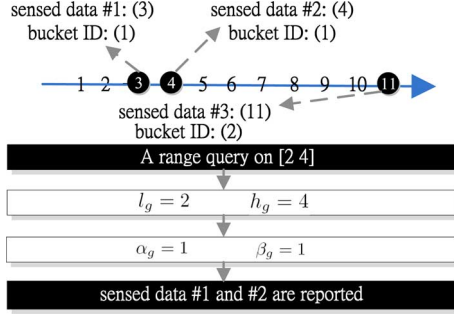 sensed data #1: (3)
bucket ID: (1)
sensed data #2: (4)
bucket ID: (1)
1 2 3 4 5 6 7 8 9 10 11
sensed data #3: (11)
bucket ID: (2)
A range query on [2 4]
l_g = 2 h_g = 4
α_g = 1 β_g = 1
sensed data #1 and #2 are reported